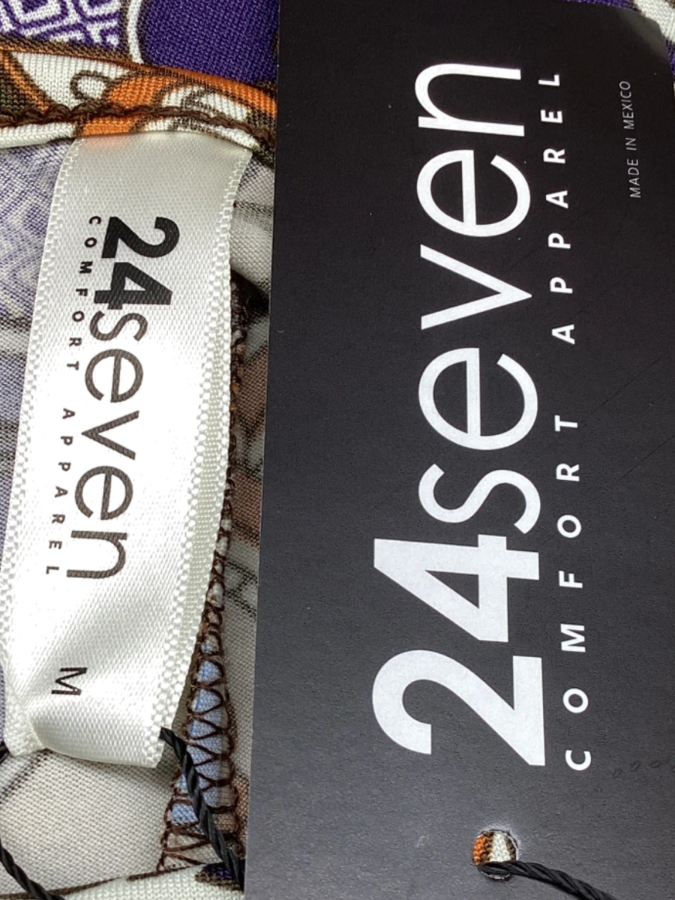 24seven
COMFORT APPAREL
M
24seven
COMFORT APPAREL
MADE IN MEXICO